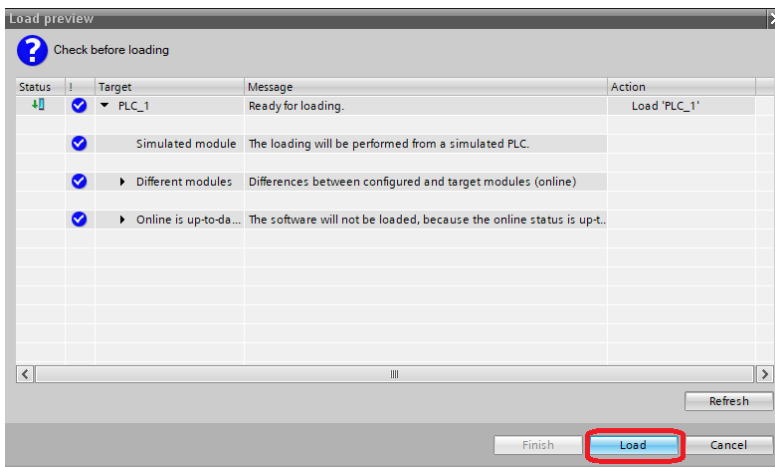 Load preview
Check before loading
Status ! Target Message Action
PLC_1 Ready for loading. Load 'PLC_1'
Simulated module The loading will be performed from a simulated PLC.
Different modules Differences between configured and target modules (online)
Online is up-to-da... The software will not be loaded, because the online status is up-t..
Refresh
Finish Load Cancel